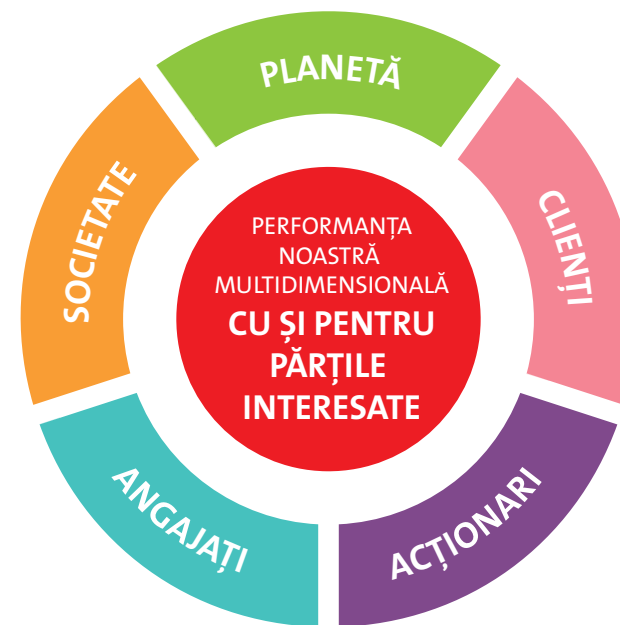 PLANETĂ
CLIENȚI
ACȚIONARI
ANGAJAȚI
SOCIETATE
PERFORMANȚA
NOASTRĂ
MULTIDIMENSIONALĂ
CU ȘI PENTRU
PĂRȚILE
INTERESATE